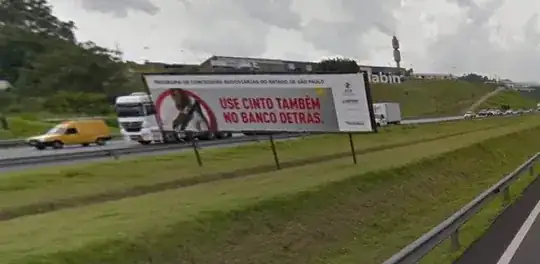 PROGRAMA DE CONCESSÕES RODOVIÁRIAS DO ESTADO DE SÃO PAULO
USE CINTO TAMBÉM
NO BANCO DETRÁS.
labin